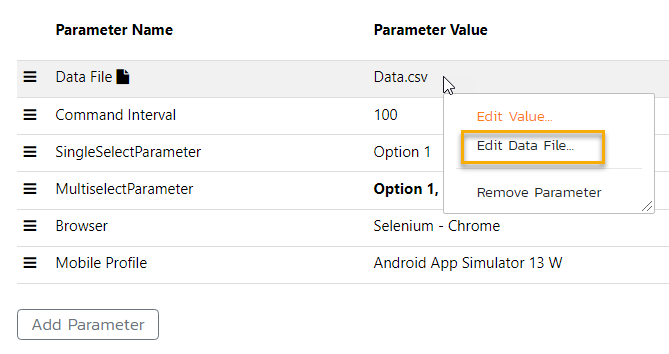 Parameter Name Parameter Value
Data File Data.csv
Edit Value...
Command Interval 100
Edit Data File...
SingleSelectParameter Option 1
MultiselectParameter Option 1,
Remove Parameter
Browser Selenium - Chrome
Mobile Profile Android App Simulator 13 W
Add Parameter